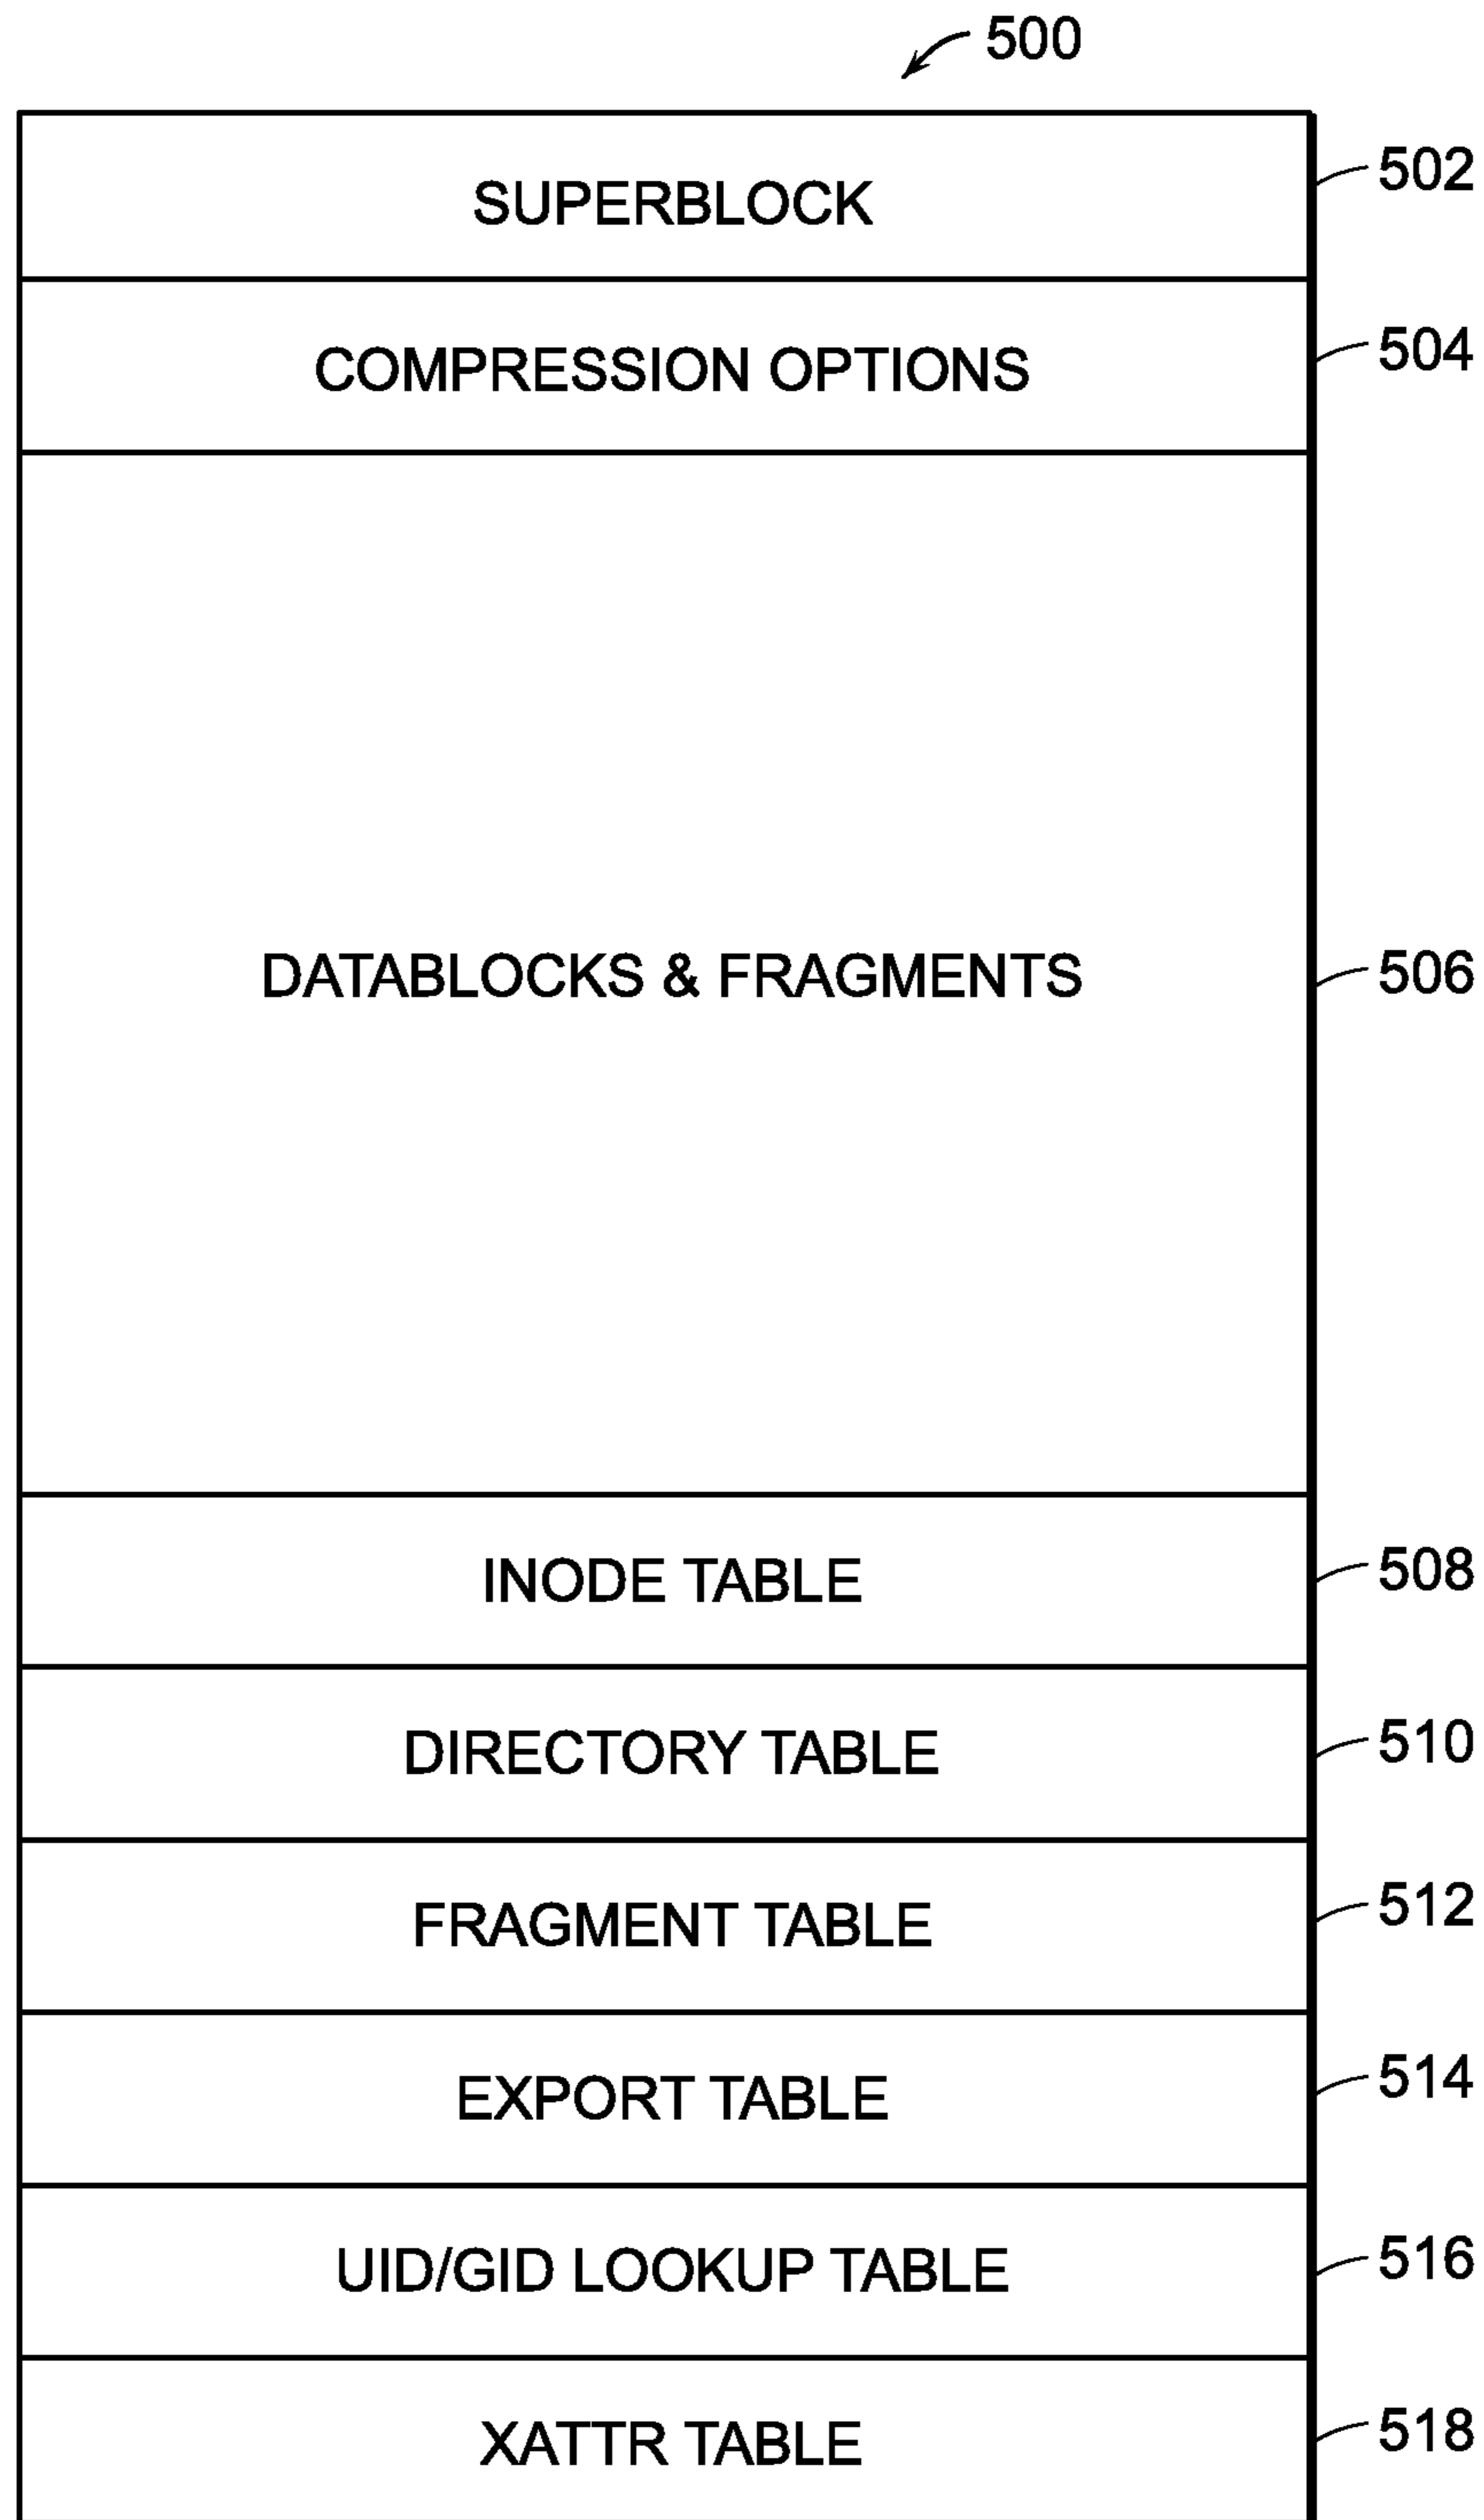 500
SUPERBLOCK 502
COMPRESSION OPTIONS 504
DATABLOCKS & FRAGMENTS 506
INODE TABLE 508
DIRECTORY TABLE 510
FRAGMENT TABLE 512
EXPORT TABLE 514
UID/GID LOOKUP TABLE 516
XATTR TABLE 518